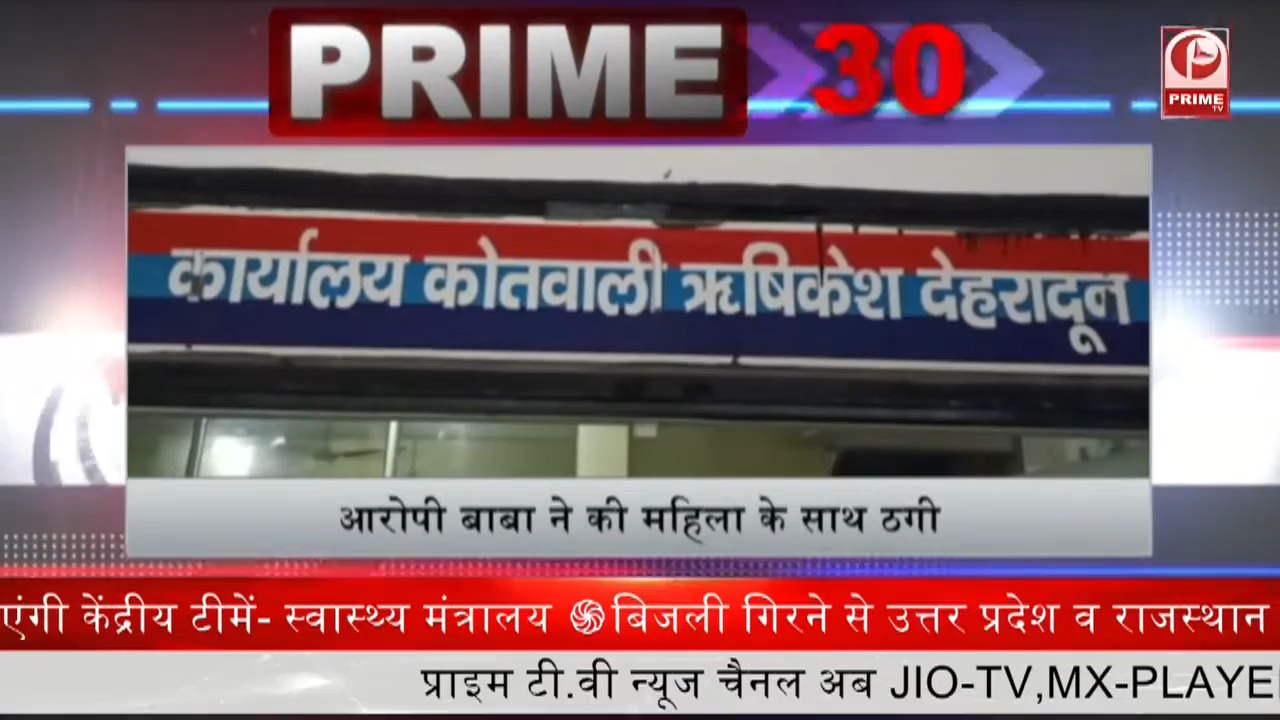 PRIME 30
PRIME
TV
कार्यालय कोतवाली ऋषिकेश देहरादून
आरोपी बाबा ने की महिला के साथ ठगी
एंगी केंद्रीय टीमें- स्वास्थ्य मंत्रालय बिजली गिरने से उत्तर प्रदेश व राजस्थान
प्राइम टी.वी न्यूज चैनल अब JIO-TV,MX-PLAYE